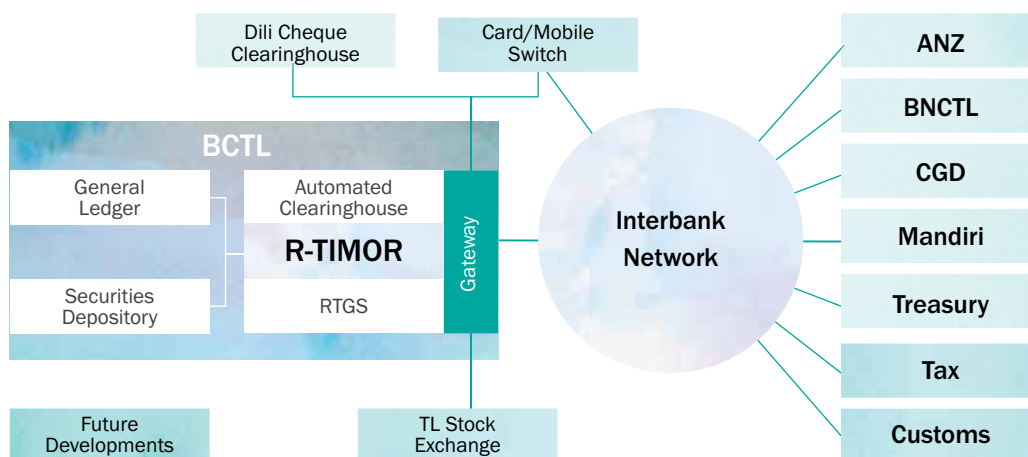 Dili Cheque
Clearinghouse
Card/Mobile
Switch
BCTL
General
Ledger
Securities
Depository
Automated
Clearinghouse
R-TIMOR
RTGS
Gateway
Interbank
Network
ANZ
BNCTL
CGD
Mandiri
Treasury
Tax
Customs
Future
Developments
TL Stock
Exchange